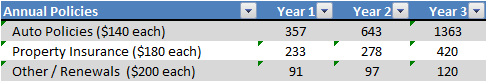 Annual Policies Year 1 Year 2 Year 3
Auto Policies ($140 each) 357 643 1363
Property Insurance ($180 each) 233 278 420
Other / Renewals ($200 each) 91 97 120